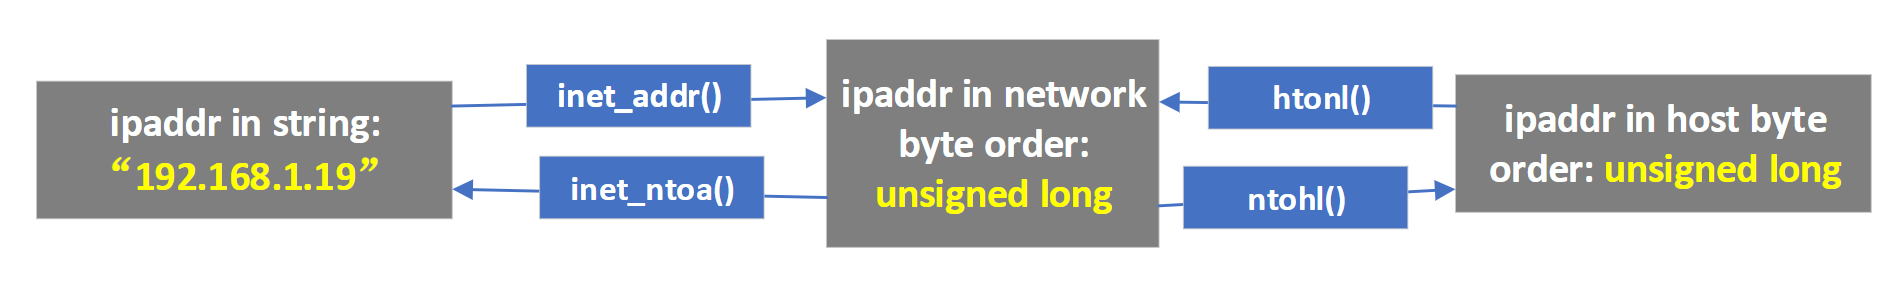 ipaddr in string:
“192.168.1.19”
inet_addr()
inet_ntoa()
ipaddr in network
byte order:
unsigned long
htonl()
ntohl()
ipaddr in host byte
order: unsigned long